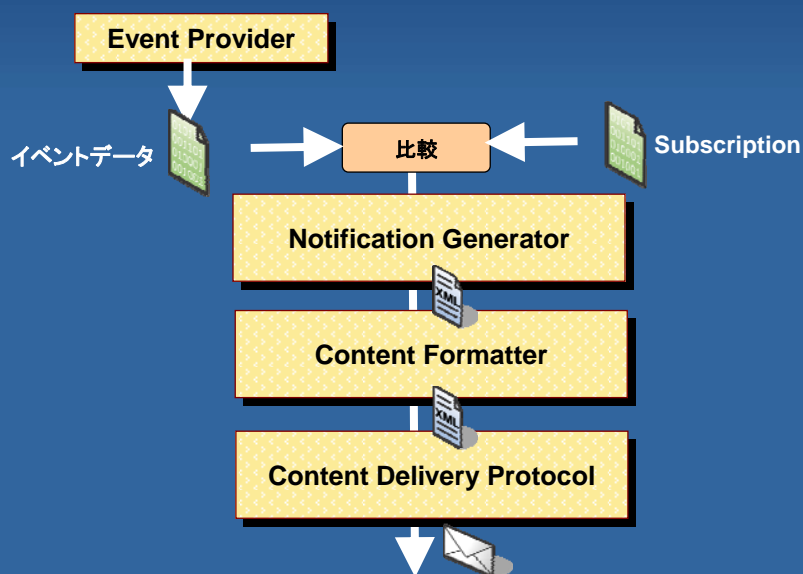 Event Provider
イベントデータ
比較
Subscription
Notification Generator
XML
Content Formatter
XML
Content Delivery Protocol